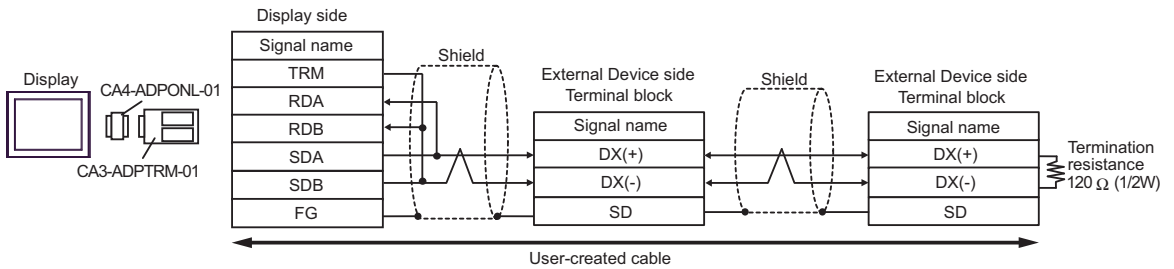 Display side
Signal name
TRM
RDA
RDB
SDA
SDB
FG
Display
CA4-ADPONL-01
CA3-ADPTRM-01
Shield
External Device side
Terminal block
Signal name
DX(+)
DX(-)
SD
Shield
External Device side
Terminal block
Signal name
DX(+)
DX(-)
SD
Termination
resistance
120 Ω (1/2W)
User-created cable